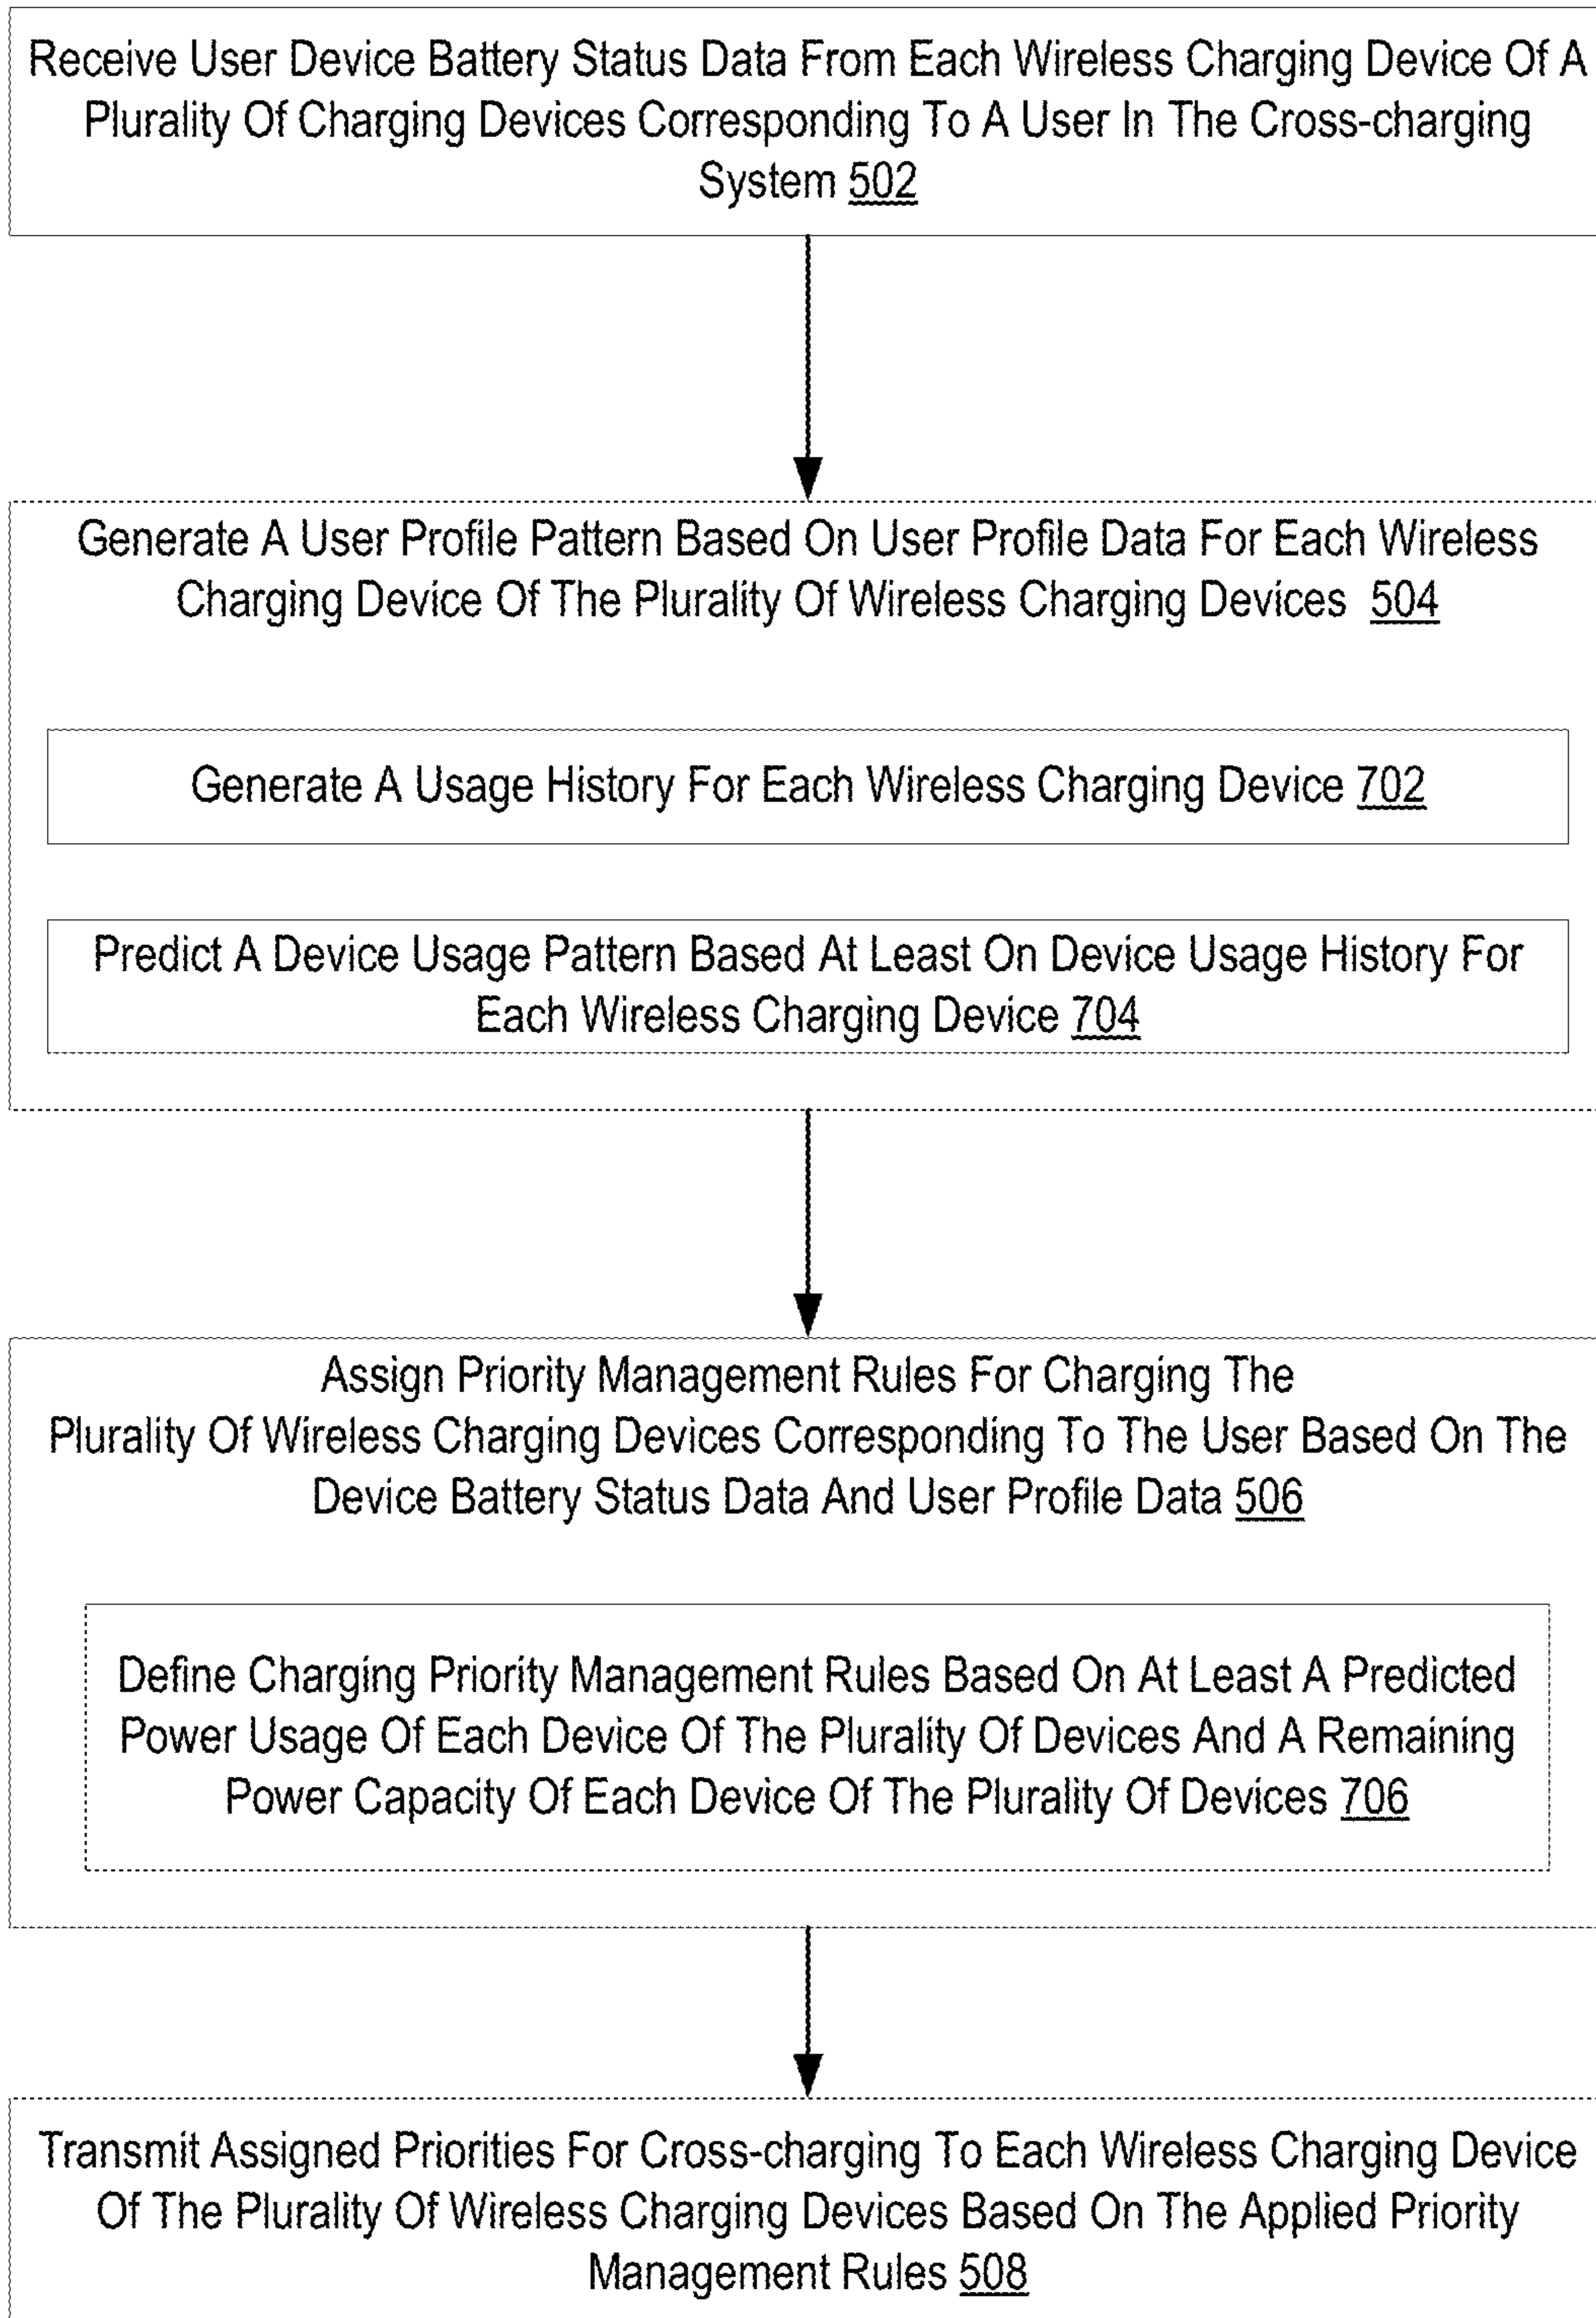 Receive User Device Battery Status Data From Each Wireless Charging Device Of A
Plurality Of Charging Devices Corresponding To A User In The Cross-charging
System 502
Generate A User Profile Pattern Based On User Profile Data For Each Wireless
Charging Device Of The Plurality Of Wireless Charging Devices 504
Generate A Usage History For Each Wireless Charging Device 702
Predict A Device Usage Pattern Based At Least On Device Usage History For
Each Wireless Charging Device 704
Assign Priority Management Rules For Charging The
Plurality Of Wireless Charging Devices Corresponding To The User Based On The
Device Battery Status Data And User Profile Data 506
Define Charging Priority Management Rules Based On At Least A Predicted
Power Usage Of Each Device Of The Plurality Of Devices And A Remaining
Power Capacity Of Each Device Of The Plurality Of Devices 706
Transmit Assigned Priorities For Cross-charging To Each Wireless Charging Device
Of The Plurality Of Wireless Charging Devices Based On The Applied Priority
Management Rules 508